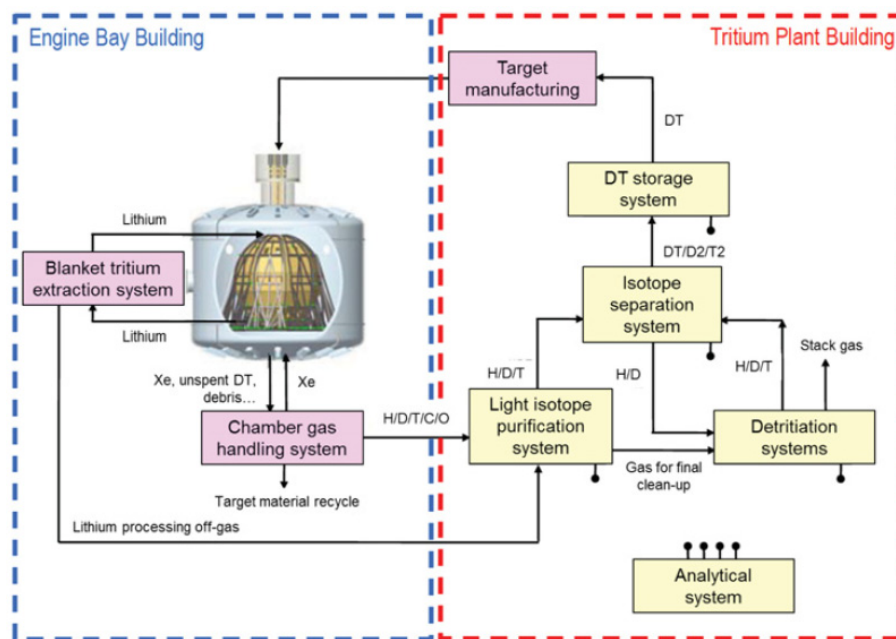 Engine Bay Building
Tritium Plant Building
Target
manufacturing
DT
DT storage
system
Lithium
Blanket tritium
extraction system
DT/D2/T2
Isotope
separation
system
Lithium
Stack gas
Xe, unspent DT,
debris...
Xe
H/D/T
H/D
H/D/T
Chamber gas
handling system
H/D/T/C/O
Light isotope
purification
system
Detritiation
systems
Gas for final
clean-up
Target material recycle
Lithium processing off-gas
Analytical
system